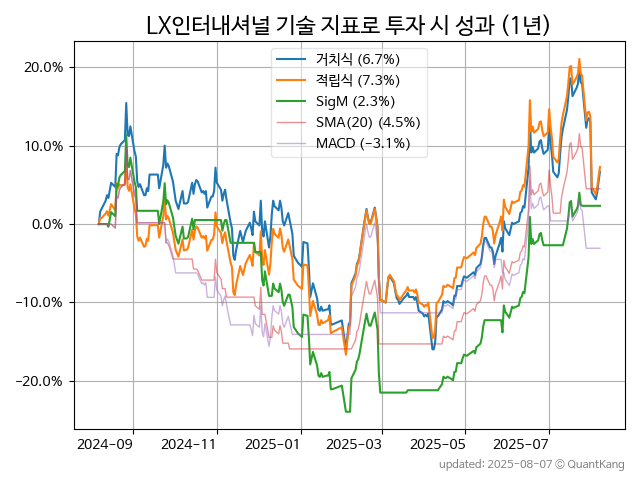 LX인터내셔널 기술 지표로 투자 시 성과 (1년)
거치식 (6.7%)
적립식 (7.3%)
SigM (2.3%)
SMA(20) (4.5%)
MACD (−3.1%)
20.0%
10.0%
0.0%
−10.0%
−20.0%
2024-09 2024-11 2025-01 2025-03 2025-05 2025-07
updated: 2025-08-07 © QuantKang